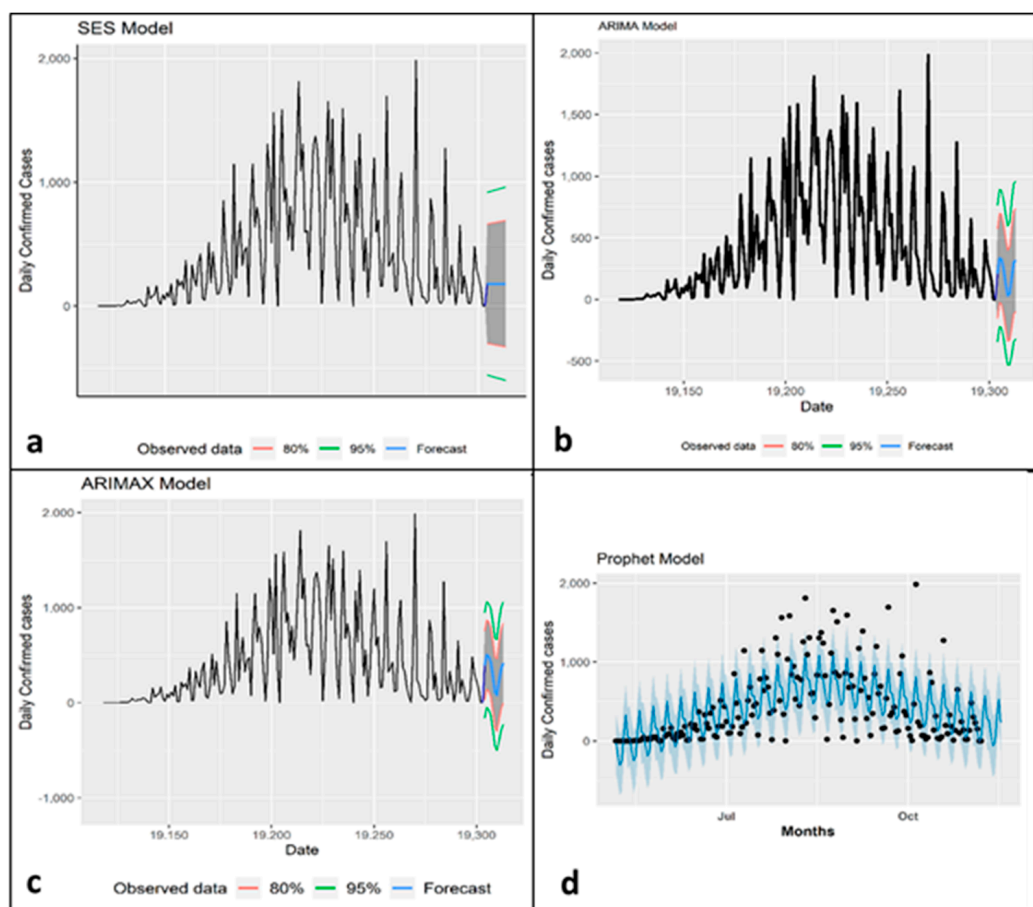 SES Model
2,000
1,000
0
Daily Confirmed Cases
a
Observed data 80% 95% Forecast
ARIMA Model
2,000
1,500
1,000
500
0
-500
Daily Confirmed Cases
19,150 19,200 19,250 19,300
Date
b
Observed data 80% 95% Forecast
ARIMAX Model
2.000
1,000
0
-1,000
Daily Confirmed Cases
19.150 19.200 19.250 19,300
Date
c
Observed data 80% 95% Forecast
Prophet Model
2,000
1,000
0
Daily Confirmed cases
Jul Oct
Months
d